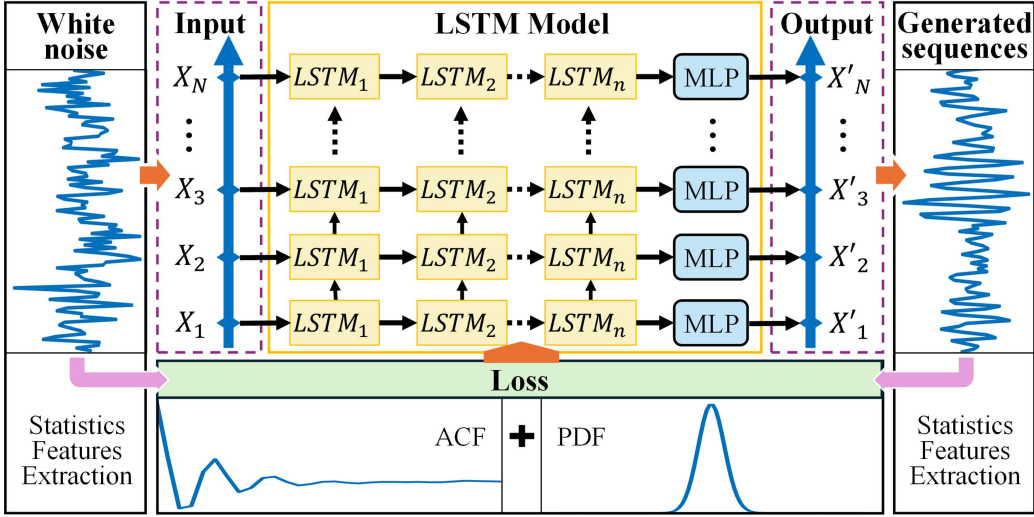 White
noise
Input
LSTM Model
Output
Generated
sequences
X_N LSTM_1 LSTM_2 LSTM_n MLP X'_N
X_3 LSTM_1 LSTM_2 LSTM_n MLP X'_3
X_2 LSTM_1 LSTM_2 LSTM_n MLP X'_2
X_1 LSTM_1 LSTM_2 LSTM_n MLP X'_1
Loss
Statistics
Features
Extraction
ACF + PDF
Statistics
Features
Extraction